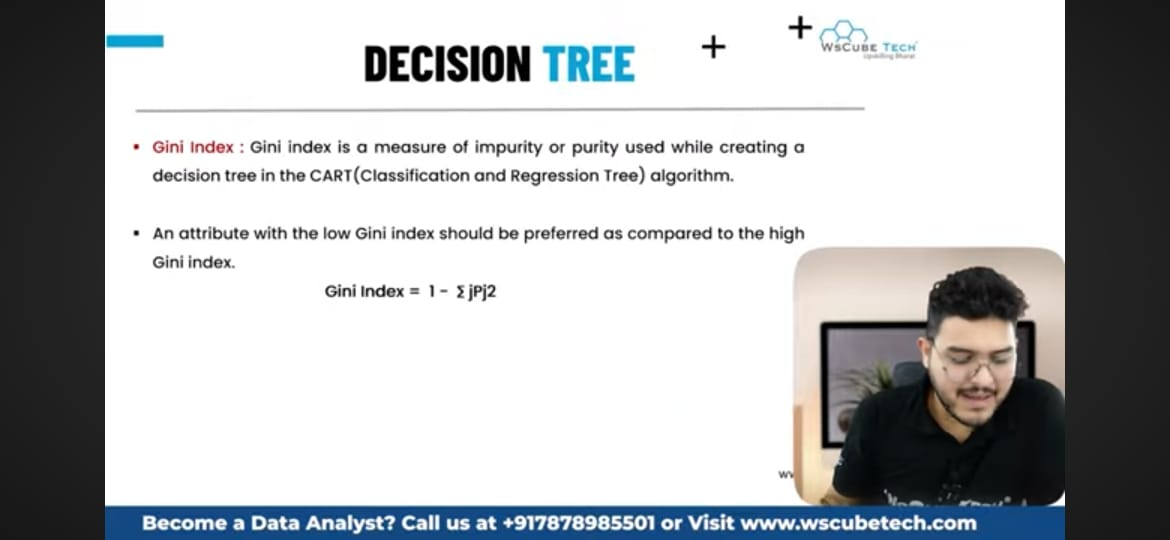 DECISION TREE
WsCube Tech
Upskilling Bharat
▪ Gini Index : Gini index is a measure of impurity or purity used while creating a
decision tree in the CART(Classification and Regression Tree) algorithm.
▪ An attribute with the low Gini index should be preferred as compared to the high
Gini index.
Gini Index = 1 - Σ jPj2
Become a Data Analyst? Call us at +917878985501 or Visit www.wscubetech.com